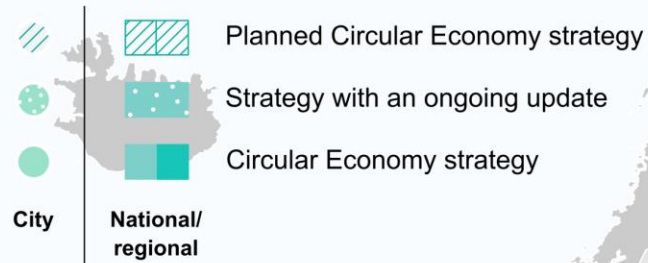 Planned Circular Economy strategy
Strategy with an ongoing update
Circular Economy strategy
City
National/
regional